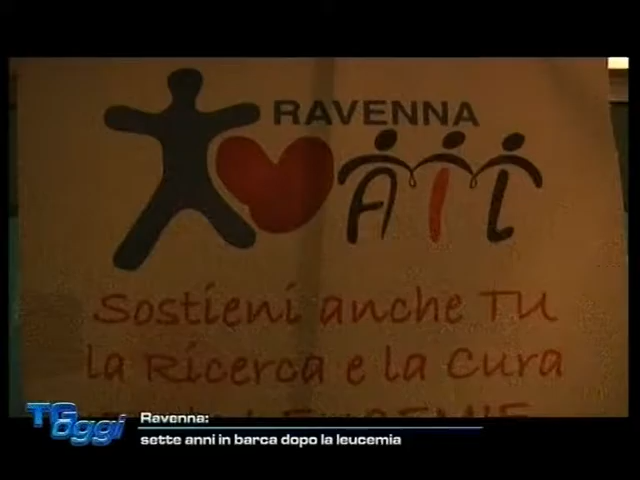 RAVENNA
AIL
Sostieni anche TU
la Ricerca e la Cura
TG oggi
Ravenna:
sette anni in barca dopo la leucemia